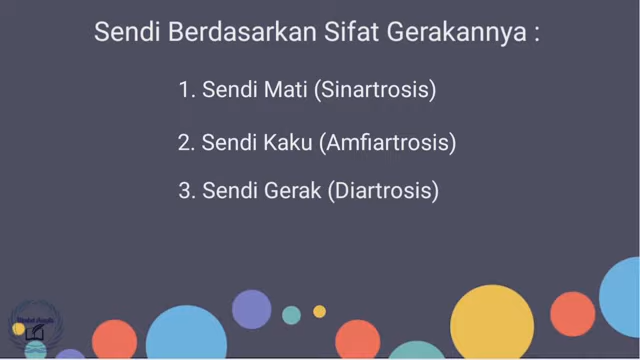 Sendi Berdasarkan Sifat Gerakannya :
1. Sendi Mati (Sinartrosis)
2. Sendi Kaku (Amfiartrosis)
3. Sendi Gerak (Diartrosis)